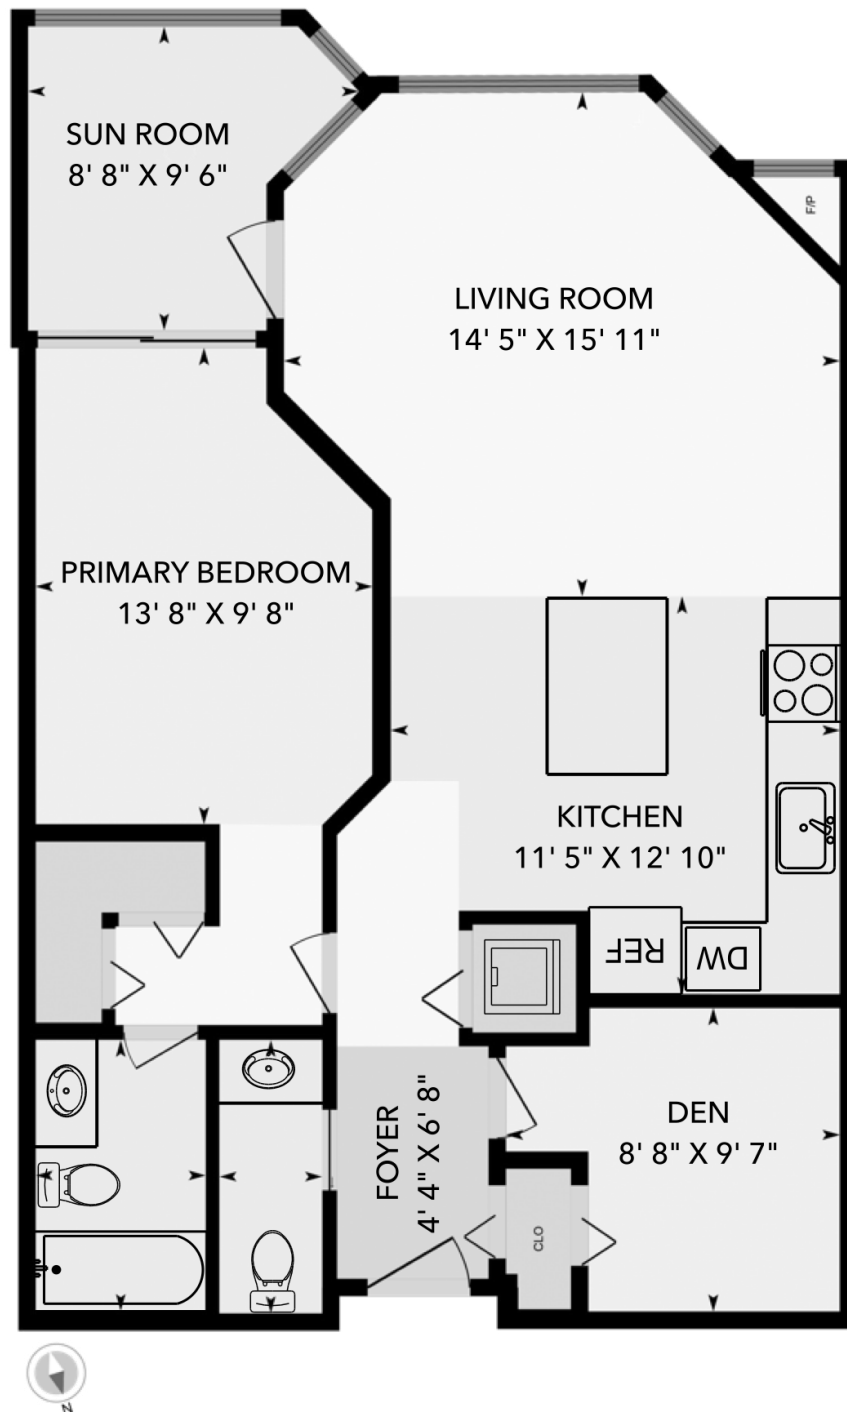 SUN ROOM
8' 8" X 9' 6"
F/P
LIVING ROOM
14' 5" X 15' 11"
PRIMARY BEDROOM
13' 8" X 9' 8"
KITCHEN
11' 5" X 12' 10"
REF
DW
FOYER
4' 4" X 6' 8"
DEN
8' 8" X 9' 7"
CLO
N